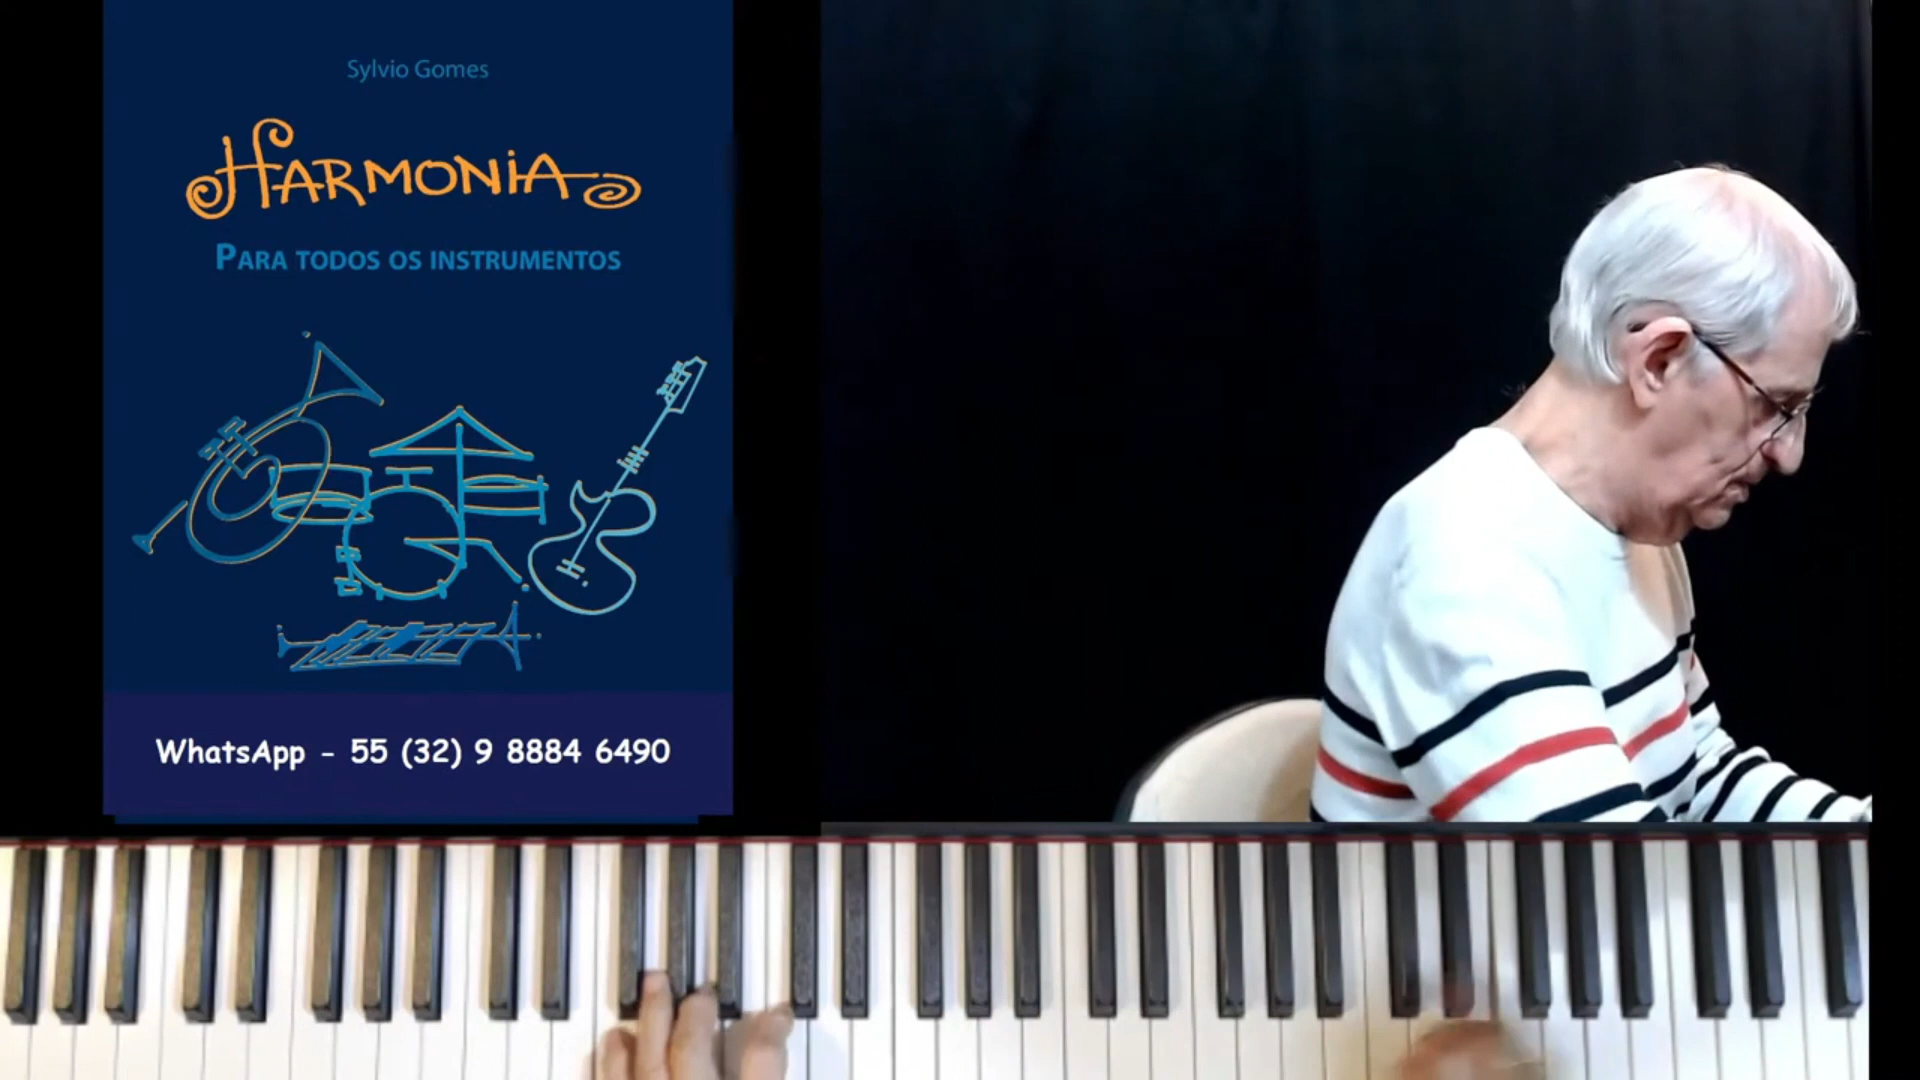 Sylvio Gomes
HARMONiA
PARA TODOS OS INSTRUMENTOS
WhatsApp - 55 (32) 9 8884 6490